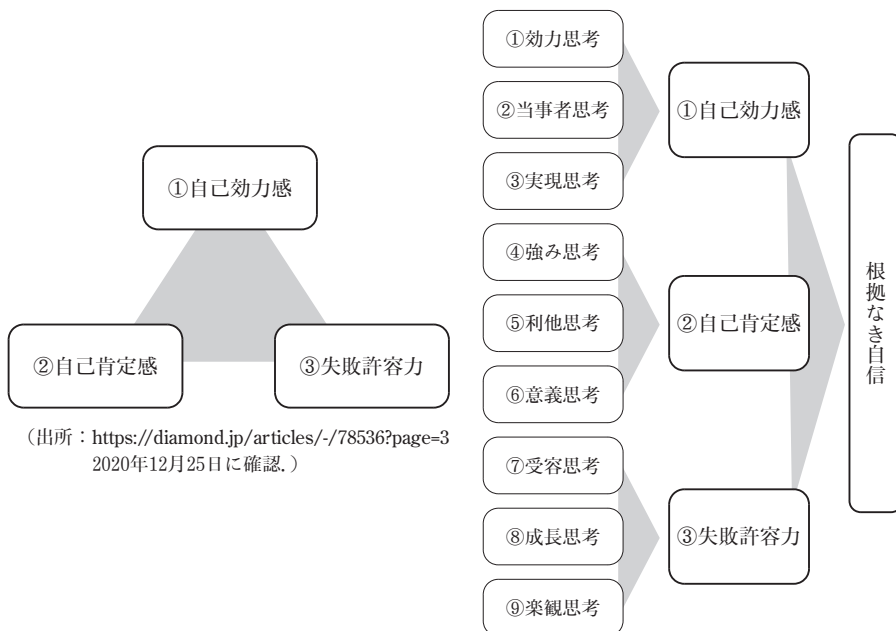 ①自己効力感
②自己肯定感
③失敗許容力
（出所：https://diamond.jp/articles/-/78536?page=3
2020年12月25日に確認．）
①効力思考
②当事者思考
③実現思考
④強み思考
⑤利他思考
⑥意義思考
⑦受容思考
⑧成長思考
⑨楽観思考
①自己効力感
②自己肯定感
③失敗許容力
根拠なき自信